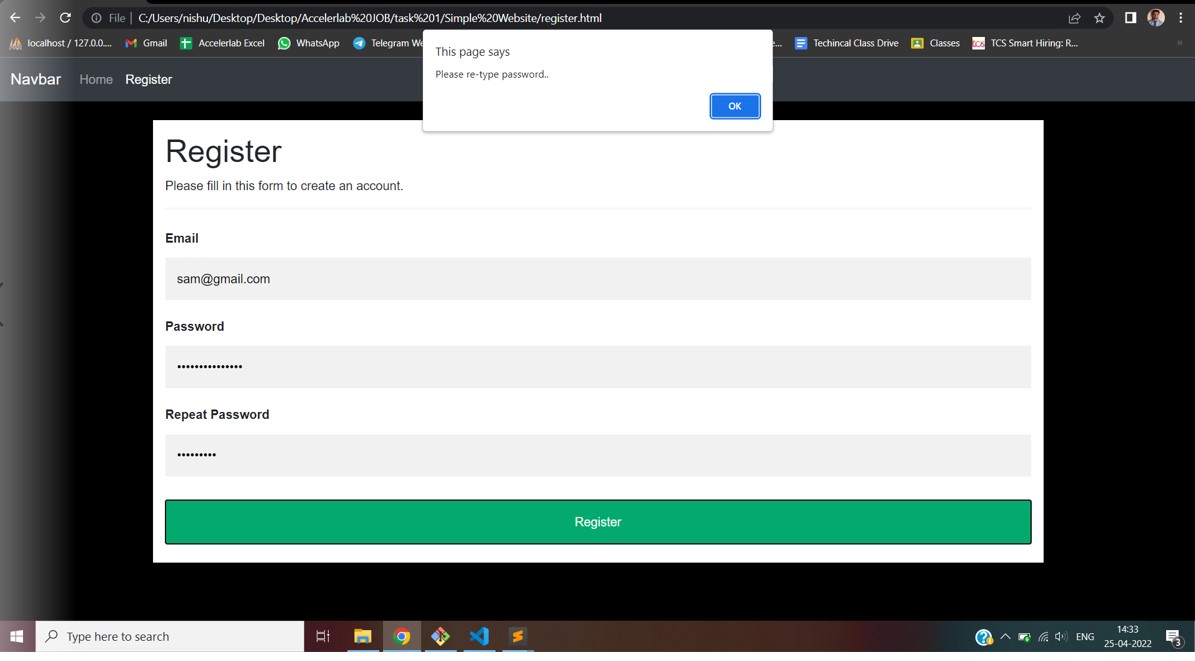 File | C:/Users/nishu/Desktop/Desktop/Accelerlab%20JOB/task%201/Simple%20Website/register.html
localhost / 127.0.0.... Gmail Accelerlab Excel WhatsApp Telegram We e... Techincal Class Drive Classes TCS Smart Hiring: R...
This page says
Please re-type password..
OK
Navbar Home Register
Register
Please fill in this form to create an account.
Email
sam@gmail.com
Password
•••••••••••••••
Repeat Password
•••••••••
Register
Type here to search
ENG
14:33
25-04-2022
3